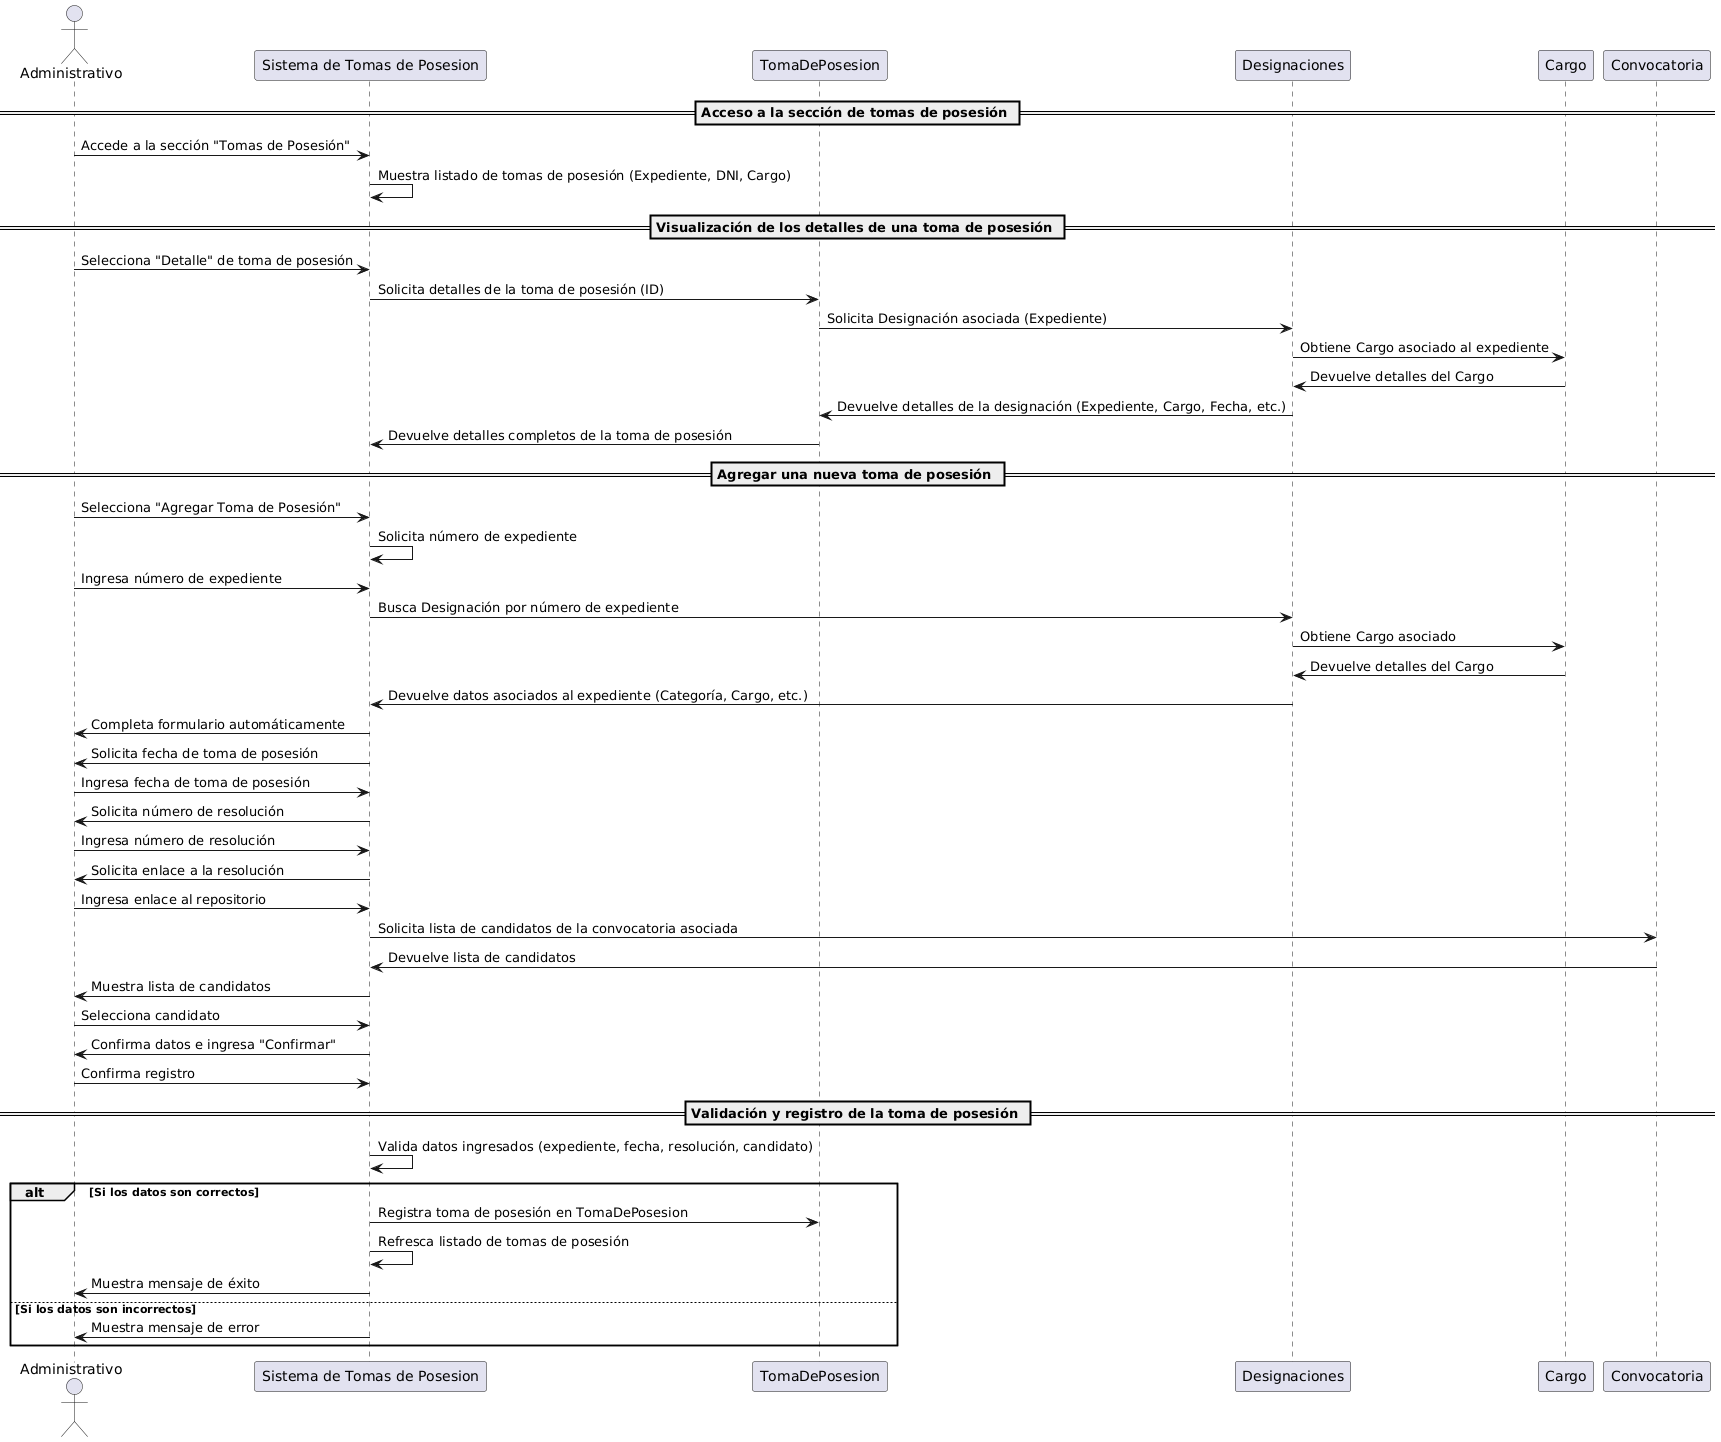 Administrativo
Sistema de Tomas de Posesion
TomaDePosesion
Designaciones
Cargo
Convocatoria
Acceso a la sección de tomas de posesión
Accede a la sección "Tomas de Posesión"
Muestra listado de tomas de posesión (Expediente, DNI, Cargo)
Visualización de los detalles de una toma de posesión
Selecciona "Detalle" de toma de posesión
Solicita detalles de la toma de posesión (ID)
Solicita Designación asociada (Expediente)
Obtiene Cargo asociado al expediente
Devuelve detalles del Cargo
Devuelve detalles de la designación (Expediente, Cargo, Fecha, etc.)
Devuelve detalles completos de la toma de posesión
Agregar una nueva toma de posesión
Selecciona "Agregar Toma de Posesión"
Solicita número de expediente
Ingresa número de expediente
Busca Designación por número de expediente
Obtiene Cargo asociado
Devuelve detalles del Cargo
Devuelve datos asociados al expediente (Categoría, Cargo, etc.)
Completa formulario automáticamente
Solicita fecha de toma de posesión
Ingresa fecha de toma de posesión
Solicita número de resolución
Ingresa número de resolución
Solicita enlace a la resolución
Ingresa enlace al repositorio
Solicita lista de candidatos de la convocatoria asociada
Devuelve lista de candidatos
Muestra lista de candidatos
Selecciona candidato
Confirma datos e ingresa "Confirmar"
Confirma registro
Validación y registro de la toma de posesión
Valida datos ingresados (expediente, fecha, resolución, candidato)
alt [Si los datos son correctos]
Registra toma de posesión en TomaDePosesion
Refresca listado de tomas de posesión
Muestra mensaje de éxito
[Si los datos son incorrectos]
Muestra mensaje de error
Administrativo
Sistema de Tomas de Posesion
TomaDePosesion
Designaciones
Cargo
Convocatoria